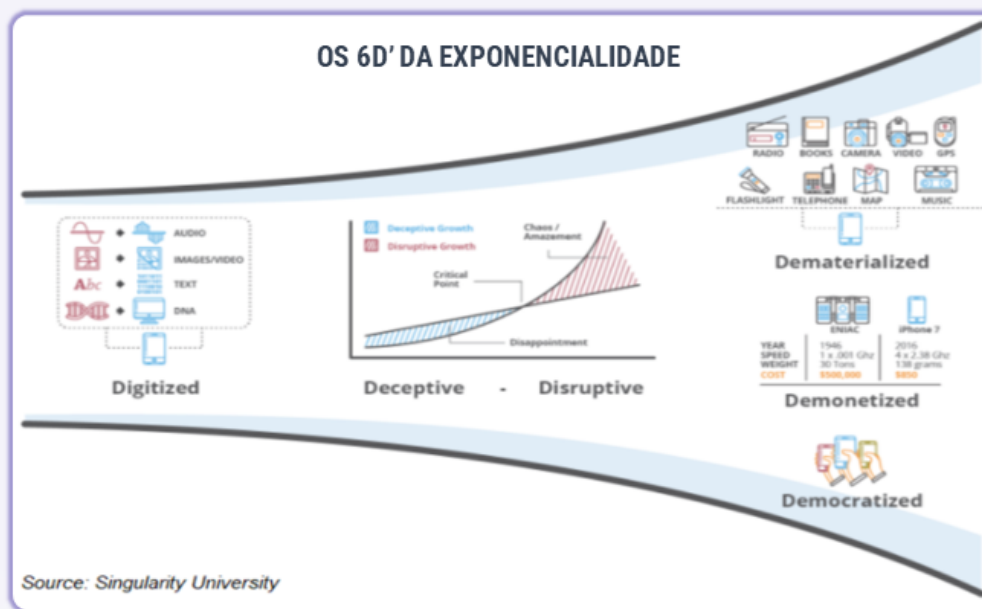 OS 6D' DA EXPONENCIALIDADE
RADIO BOOKS CAMERA VIDEO GPS
FLASHLIGHT TELEPHONE MAP MUSIC
Dematerialized
AUDIO
IMAGES/VIDEO
Abc TEXT
DNA
Digitized
Deceptive Growth
Disruptive Growth
Chaos /
Amazement
Critical
Point
Disappointment
Deceptive - Disruptive
ENIAC iPhone 7
YEAR 1946 2016
SPEED 1 x .001 Ghz 4 x 2.38 Ghz
WEIGHT 30 Tons 138 grams
COST $500,000 $850
Demonetized
Democratized
Source: Singularity University